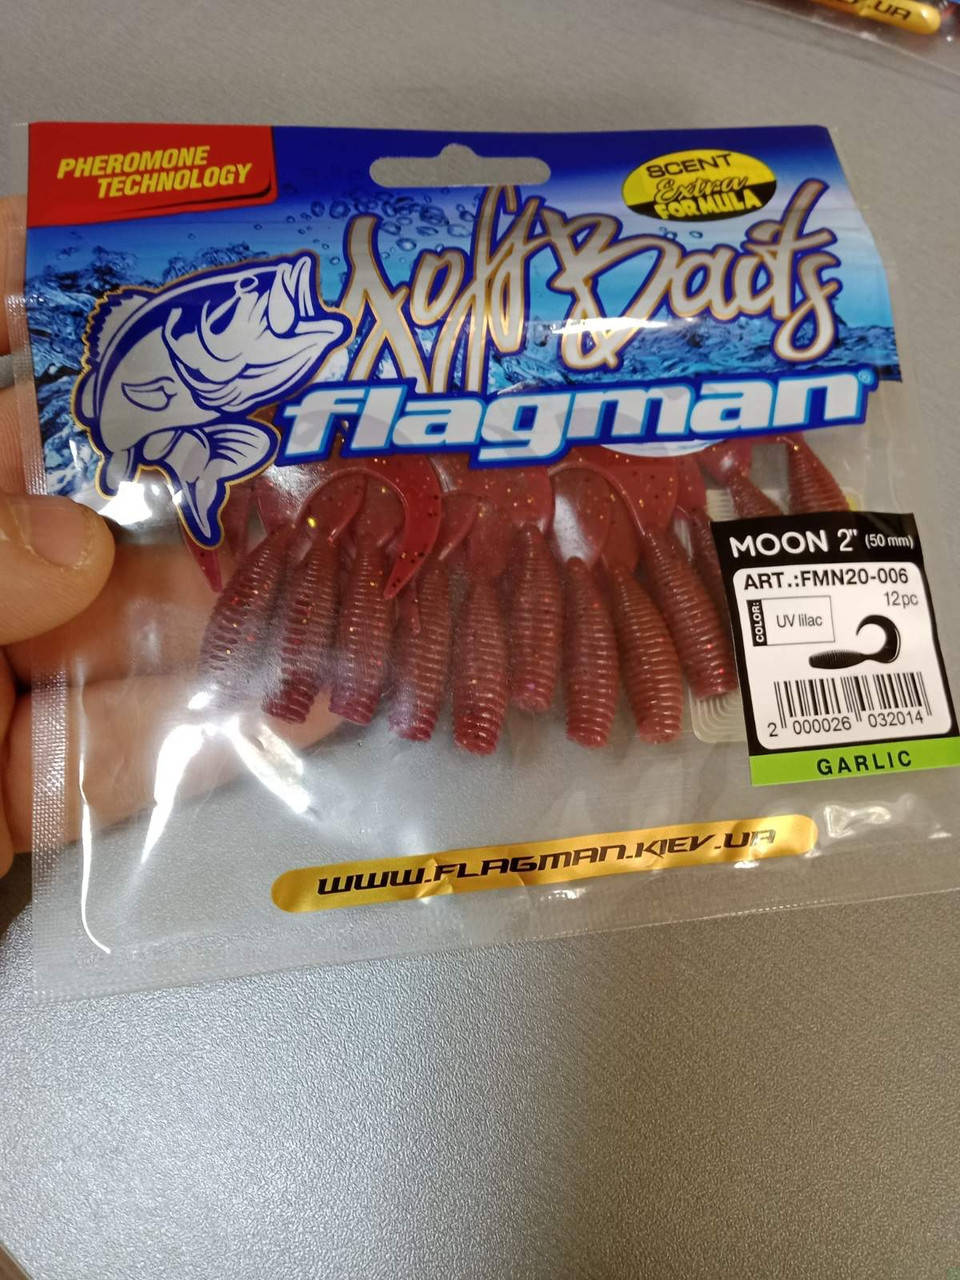 .UA
PHEROMONE
TECHNOLOGY
SCENT
Extra
FORMULA
Soft Baits
flagman®
MOON 2" (50 mm)
ART.:FMN20-006
12pc
COLOR:
UV lilac
2 000026 032014
GARLIC
WWW.FLAGMAN.KIEV.UA